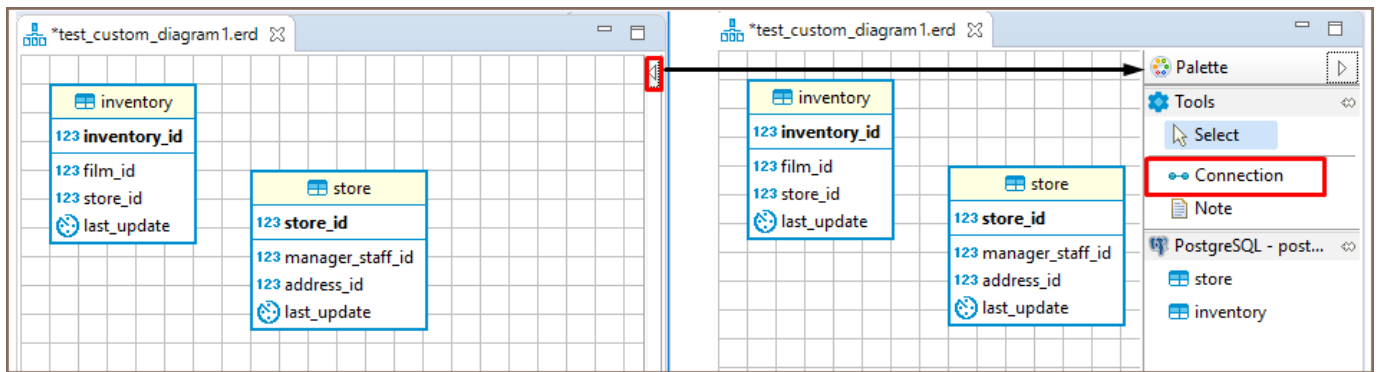 *test_custom_diagram1.erd
inventory
123 inventory_id
123 film_id
123 store_id
last_update
store
123 store_id
123 manager_staff_id
123 address_id
last_update
*test_custom_diagram1.erd
inventory
123 inventory_id
123 film_id
123 store_id
last_update
store
123 store_id
123 manager_staff_id
123 address_id
last_update
Palette
Tools
Select
Connection
Note
PostgreSQL - post...
store
inventory